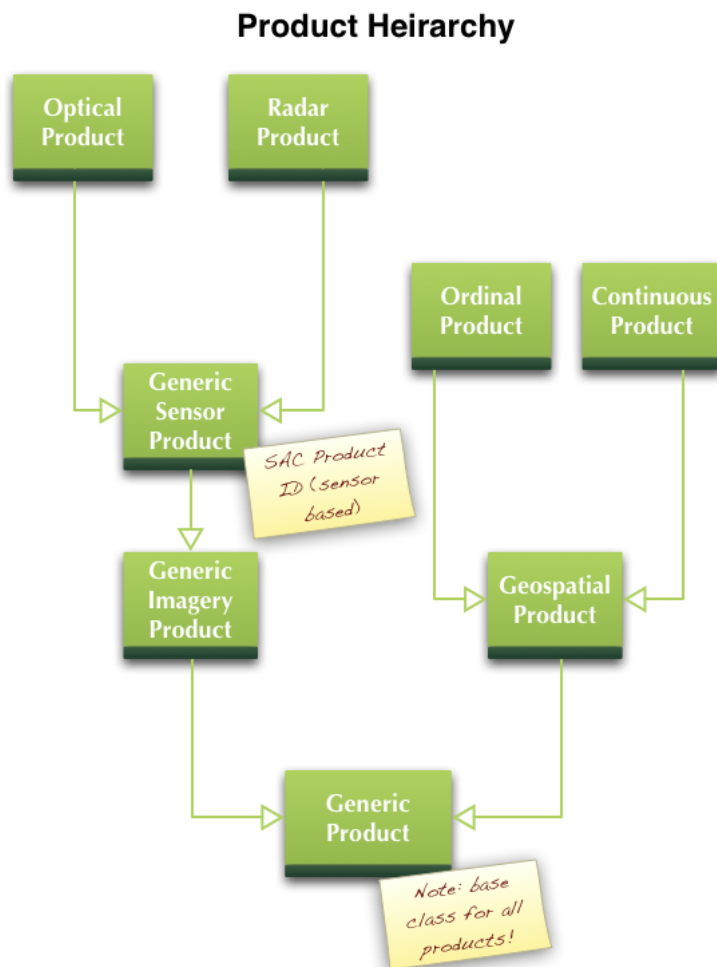 Product Heirarchy
Optical
Product
Radar
Product
Ordinal
Product
Continuous
Product
Generic
Sensor
Product
SAC Product
ID (sensor
based)
Generic
Imagery
Product
Geospatial
Product
Generic
Product
Note: base
class for all
products!